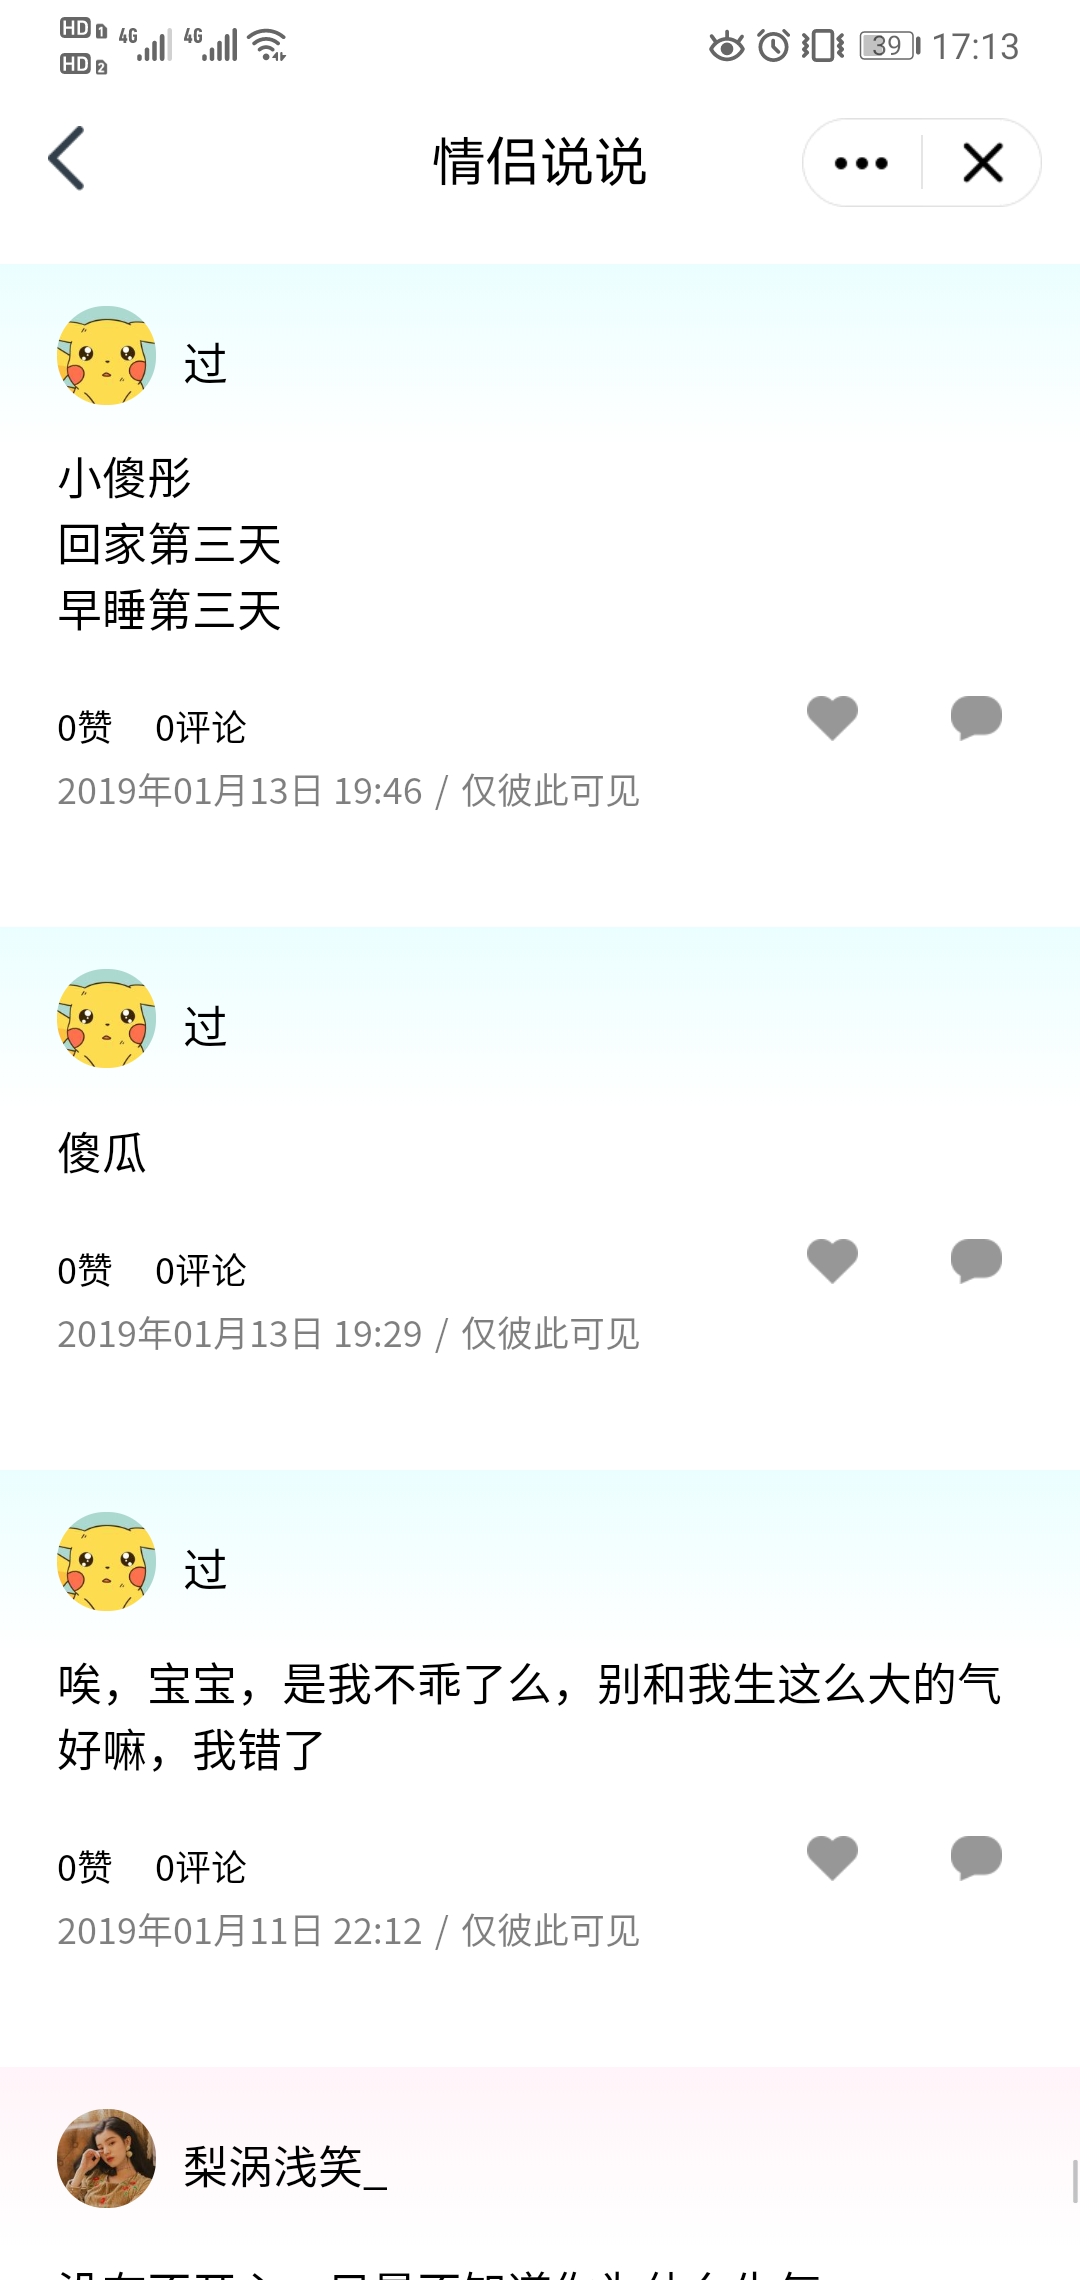 HD 1 4G 4G
HD 2
39 17:13
情侣说说
过
小傻彤
回家第三天
早睡第三天
0赞 0评论
2019年01月13日 19:46 / 仅彼此可见
过
傻瓜
0赞 0评论
2019年01月13日 19:29 / 仅彼此可见
过
唉，宝宝，是我不乖了么，别和我生这么大的气
好嘛，我错了
0赞 0评论
2019年01月11日 22:12 / 仅彼此可见
梨涡浅笑_